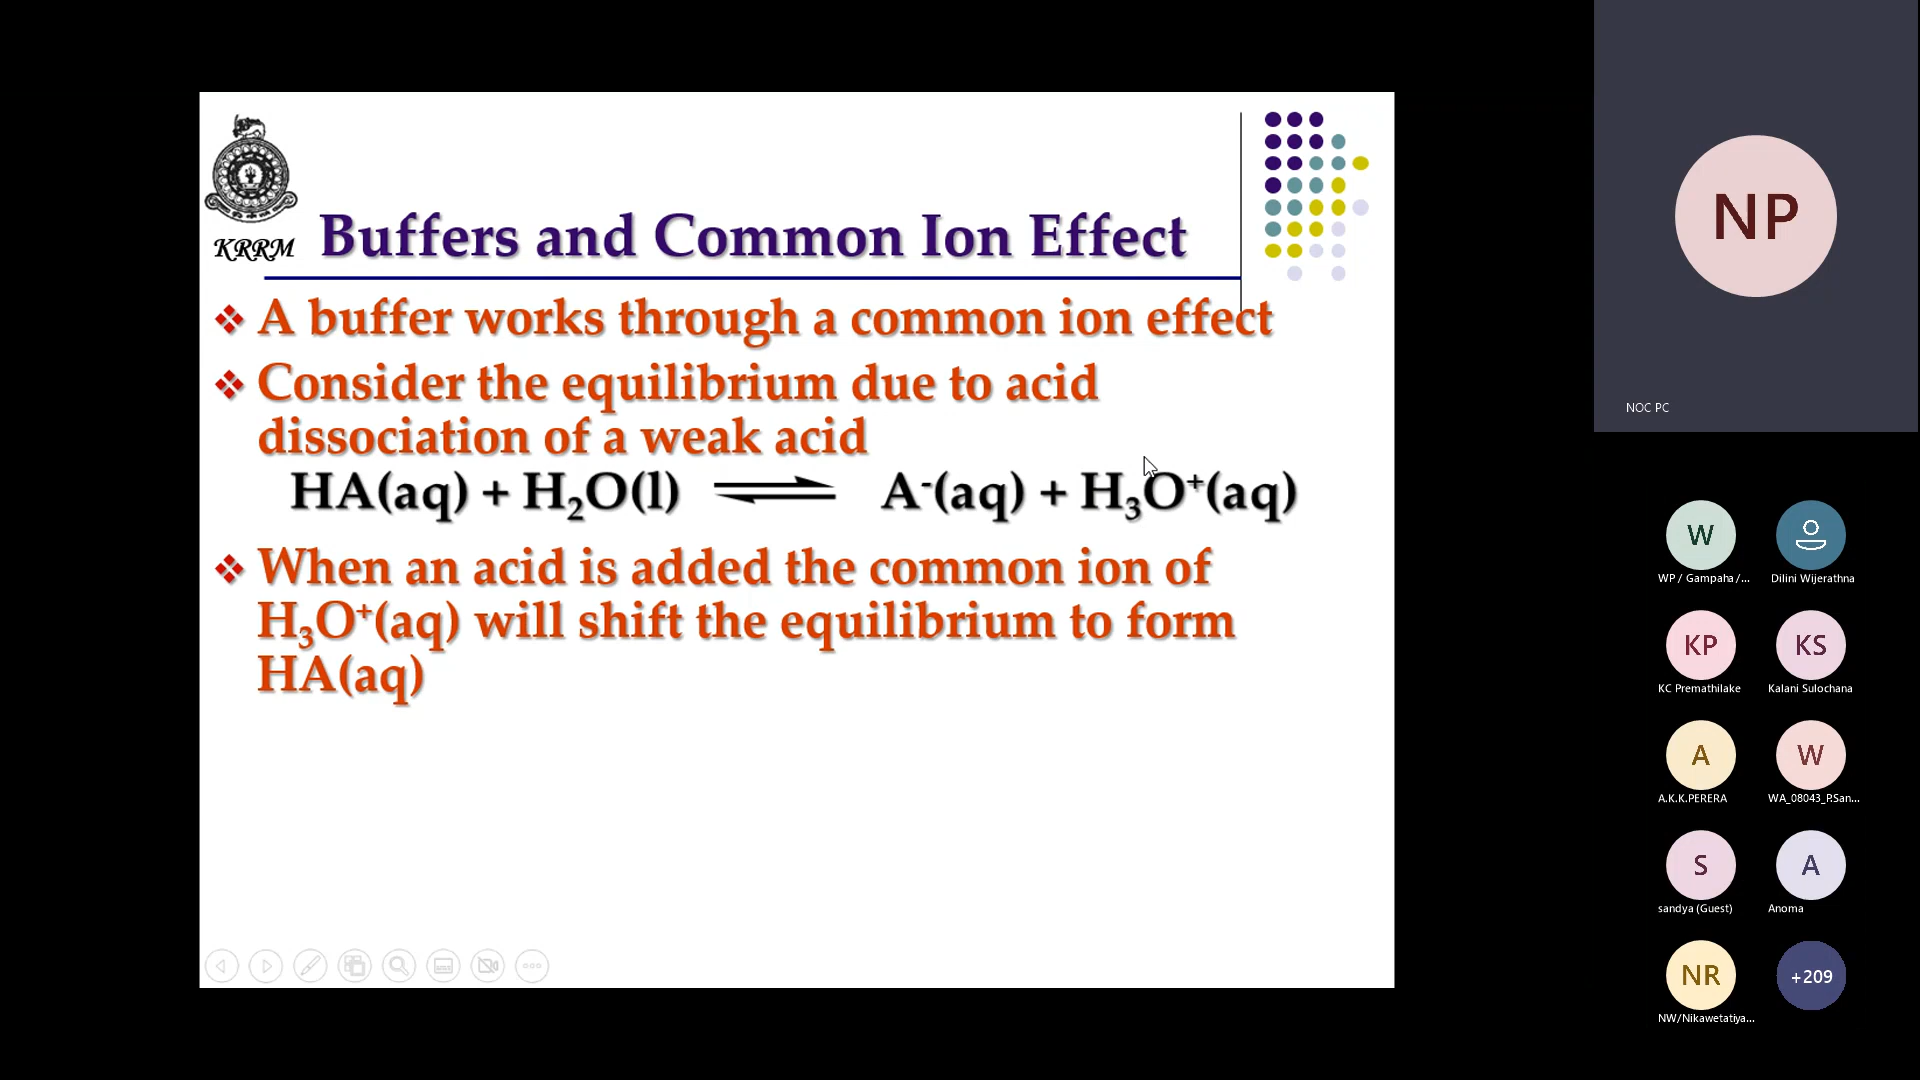 KRRM
Buffers and Common Ion Effect
❖ A buffer works through a common ion effect
❖ Consider the equilibrium due to acid
dissociation of a weak acid
HA(aq) + H₂O(l) ⇌ A⁻(aq) + H₃O⁺(aq)
❖ When an acid is added the common ion of
H₃O⁺(aq) will shift the equilibrium to form
HA(aq)
NP
NOC PC
W
WP / Gampaha /...
Dilini Wijerathna
KP
KC Premathilake
KS
Kalani Sulochana
A
A.K.K.PERERA
W
WA_08043_P.San...
S
sandya (Guest)
A
Anoma
NR
NW/Nikawetatiya...
+209